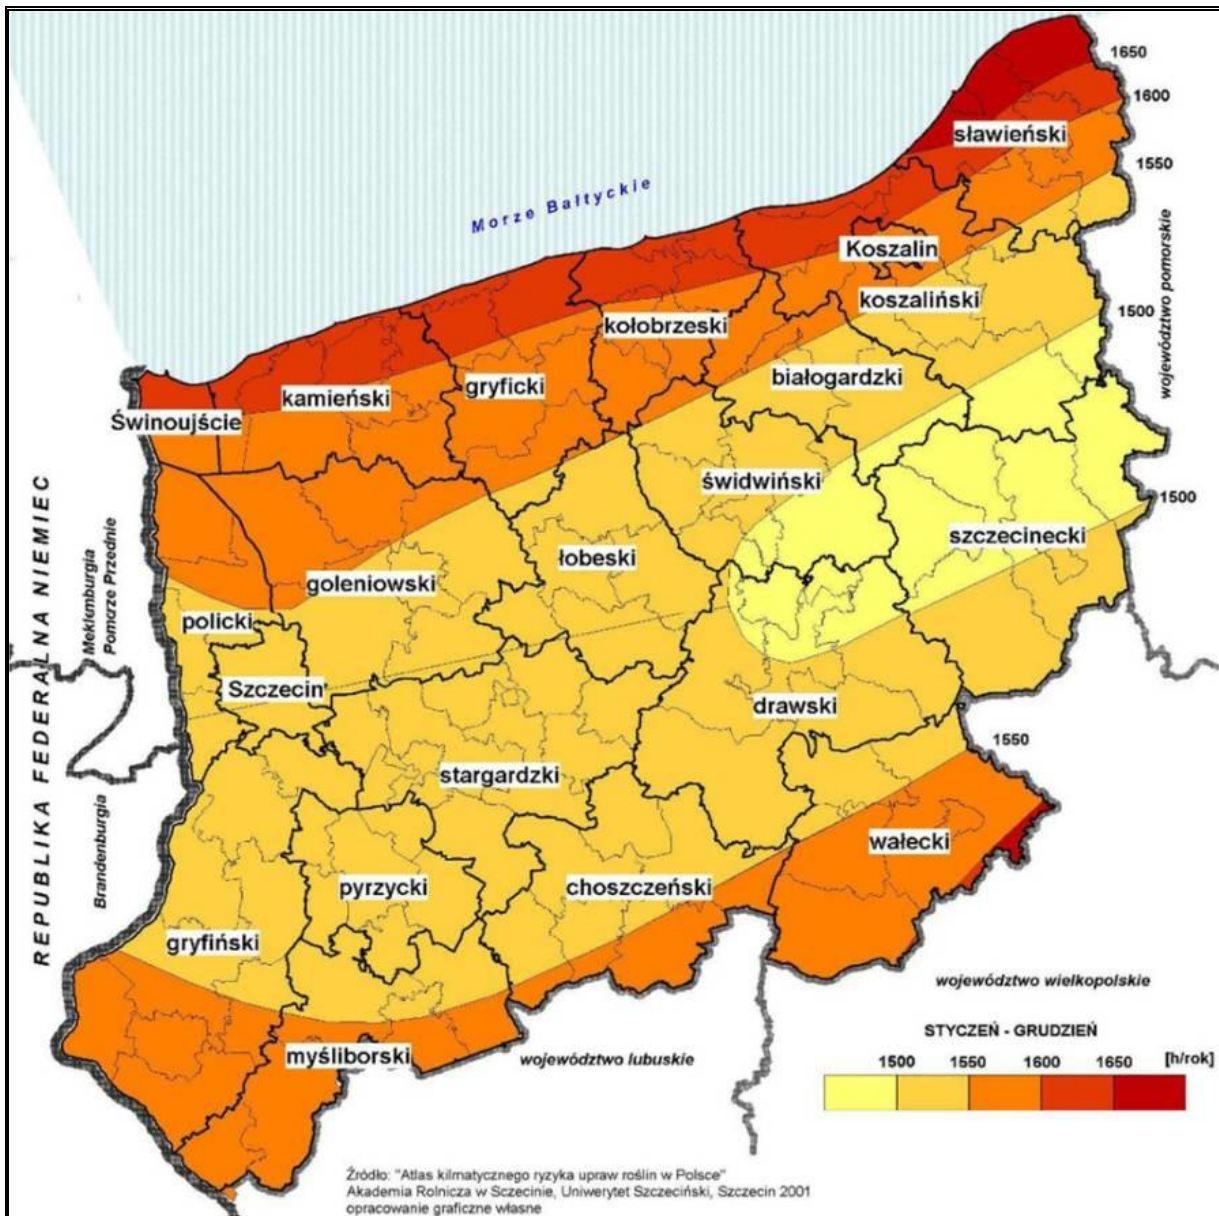 1650
1600
sławieński
1550
Morze Bałtyckie
województwo pomorskie
Koszalin
koszaliński
1500
kołobrzeski
białogardzki
gryficki
kamieński
Świnoujście
świdwiński
1500
szczecinecki
REPUBLIKA FEDERALNA NIEMIEC
Meklemburgia
Pomorze Przednie
łobeski
goleniowski
policki
Szczecin
drawski
1550
stargardzki
Brandenburgia
wałecki
pyrzycki
choszczeński
gryfiński
województwo wielkopolskie
STYCZEŃ - GRUDZIEŃ
myśliborski
województwo lubuskie
1500 1550 1600 1650 [h/rok]
Źródło: "Atlas kilmatycznego ryzyka upraw roślin w Polsce"
Akademia Rolnicza w Sczecinie, Uniwerytet Szczeciński, Szczecin 2001
opracowanie graficzne własne